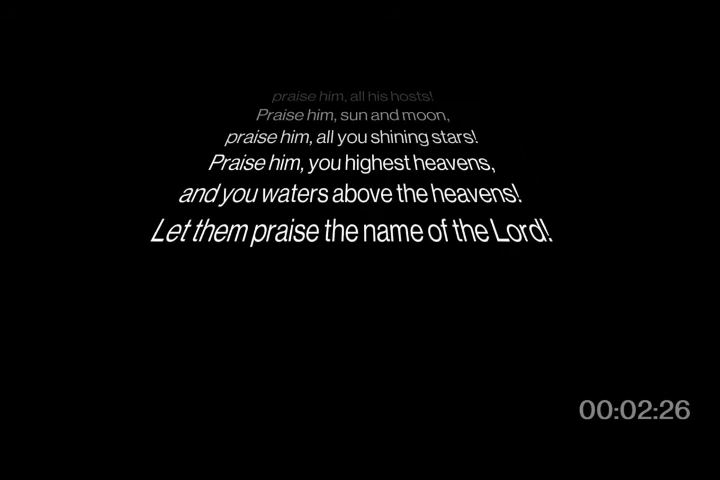 praise him, all his hosts!
Praise him, sun and moon,
praise him, all you shining stars!
Praise him, you highest heavens,
and you waters above the heavens!
Let them praise the name of the Lord!
00:02:26